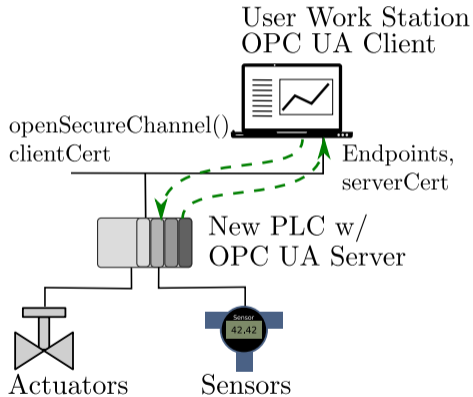 User Work Station
OPC UA Client
openSecureChannel()
clientCert
Endpoints,
serverCert
New PLC w/
OPC UA Server
Sensor
42.42
Actuators
Sensors